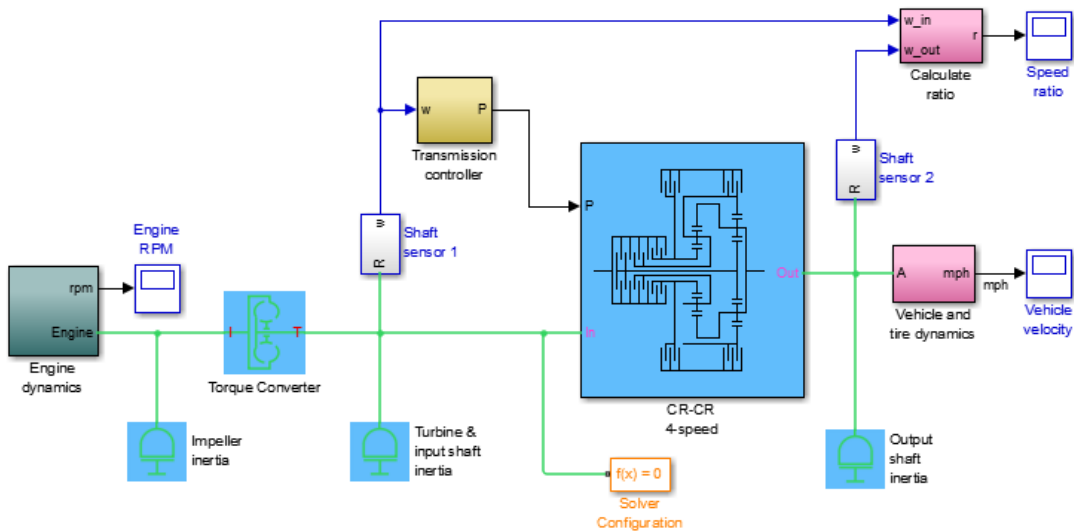 w_in
w_out
r
Calculate
ratio
Speed
ratio
w
P
Transmission
controller
w
R
Shaft
sensor 1
w
R
Shaft
sensor 2
Engine
RPM
rpm
Engine
Engine
dynamics
I
T
Torque Converter
P
In
Out
CR-CR
4-speed
A
mph
mph
Vehicle and
tire dynamics
Vehicle
velocity
Impeller
inertia
Turbine &
input shaft
inertia
f(x) = 0
Solver
Configuration
Output
shaft
inertia